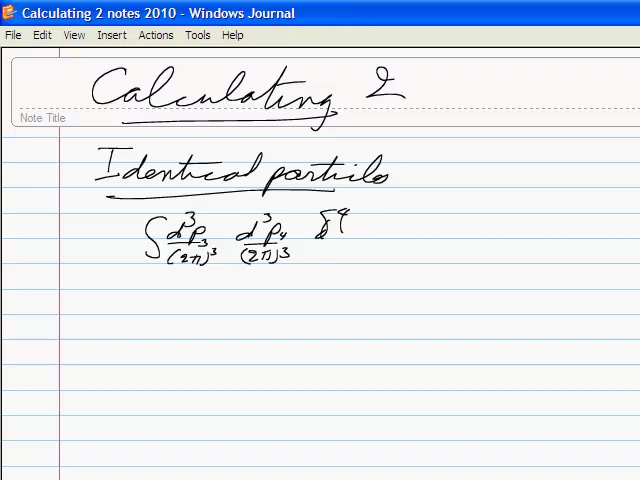 Calculating 2 notes 2010 - Windows Journal
File Edit View Insert Actions Tools Help
Calculating 2
Note Title
Identical particles
∫ d³p₃/(2π)³ d³p₄/(2π)³ δ⁴(